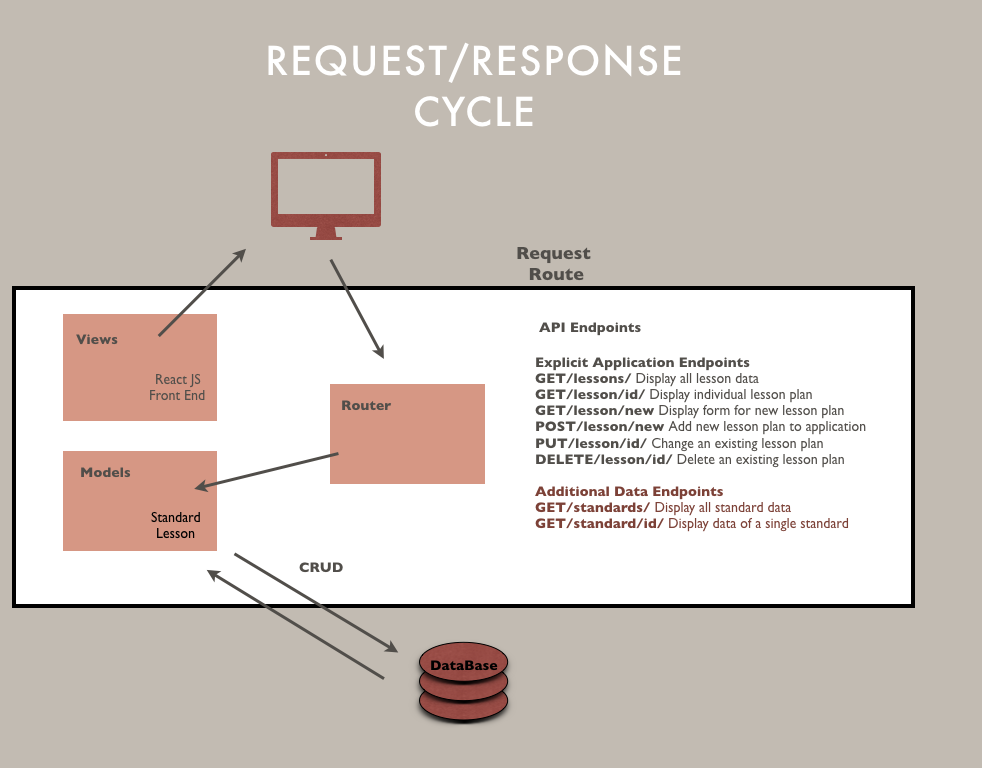 REQUEST/RESPONSE
CYCLE
Request
Route
Views
React JS
Front End
Router
Models
Standard
Lesson
CRUD
DataBase
API Endpoints
Explicit Application Endpoints
GET/lessons/ Display all lesson data
GET/lesson/id/ Display individual lesson plan
GET/lesson/new Display form for new lesson plan
POST/lesson/new Add new lesson plan to application
PUT/lesson/id/ Change an existing lesson plan
DELETE/lesson/id/ Delete an existing lesson plan
Additional Data Endpoints
GET/standards/ Display all standard data
GET/standard/id/ Display data of a single standard